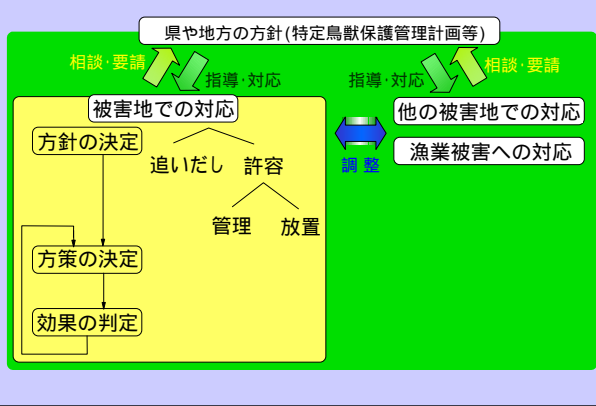 県や地方の方針(特定鳥獣保護管理計画等)
相談･要請
指導･対応
指導･対応
相談･要請
被害地での対応
他の被害地での対応
方針の決定
追いだし
許容
調整
漁業被害への対応
管理
放置
方策の決定
効果の判定